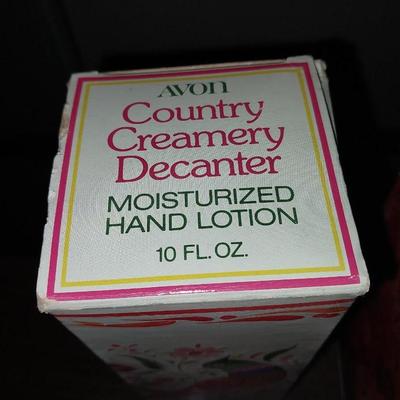 AVON
Country
Creamery
Decanter
MOISTURIZED
HAND LOTION
10 FL. OZ.